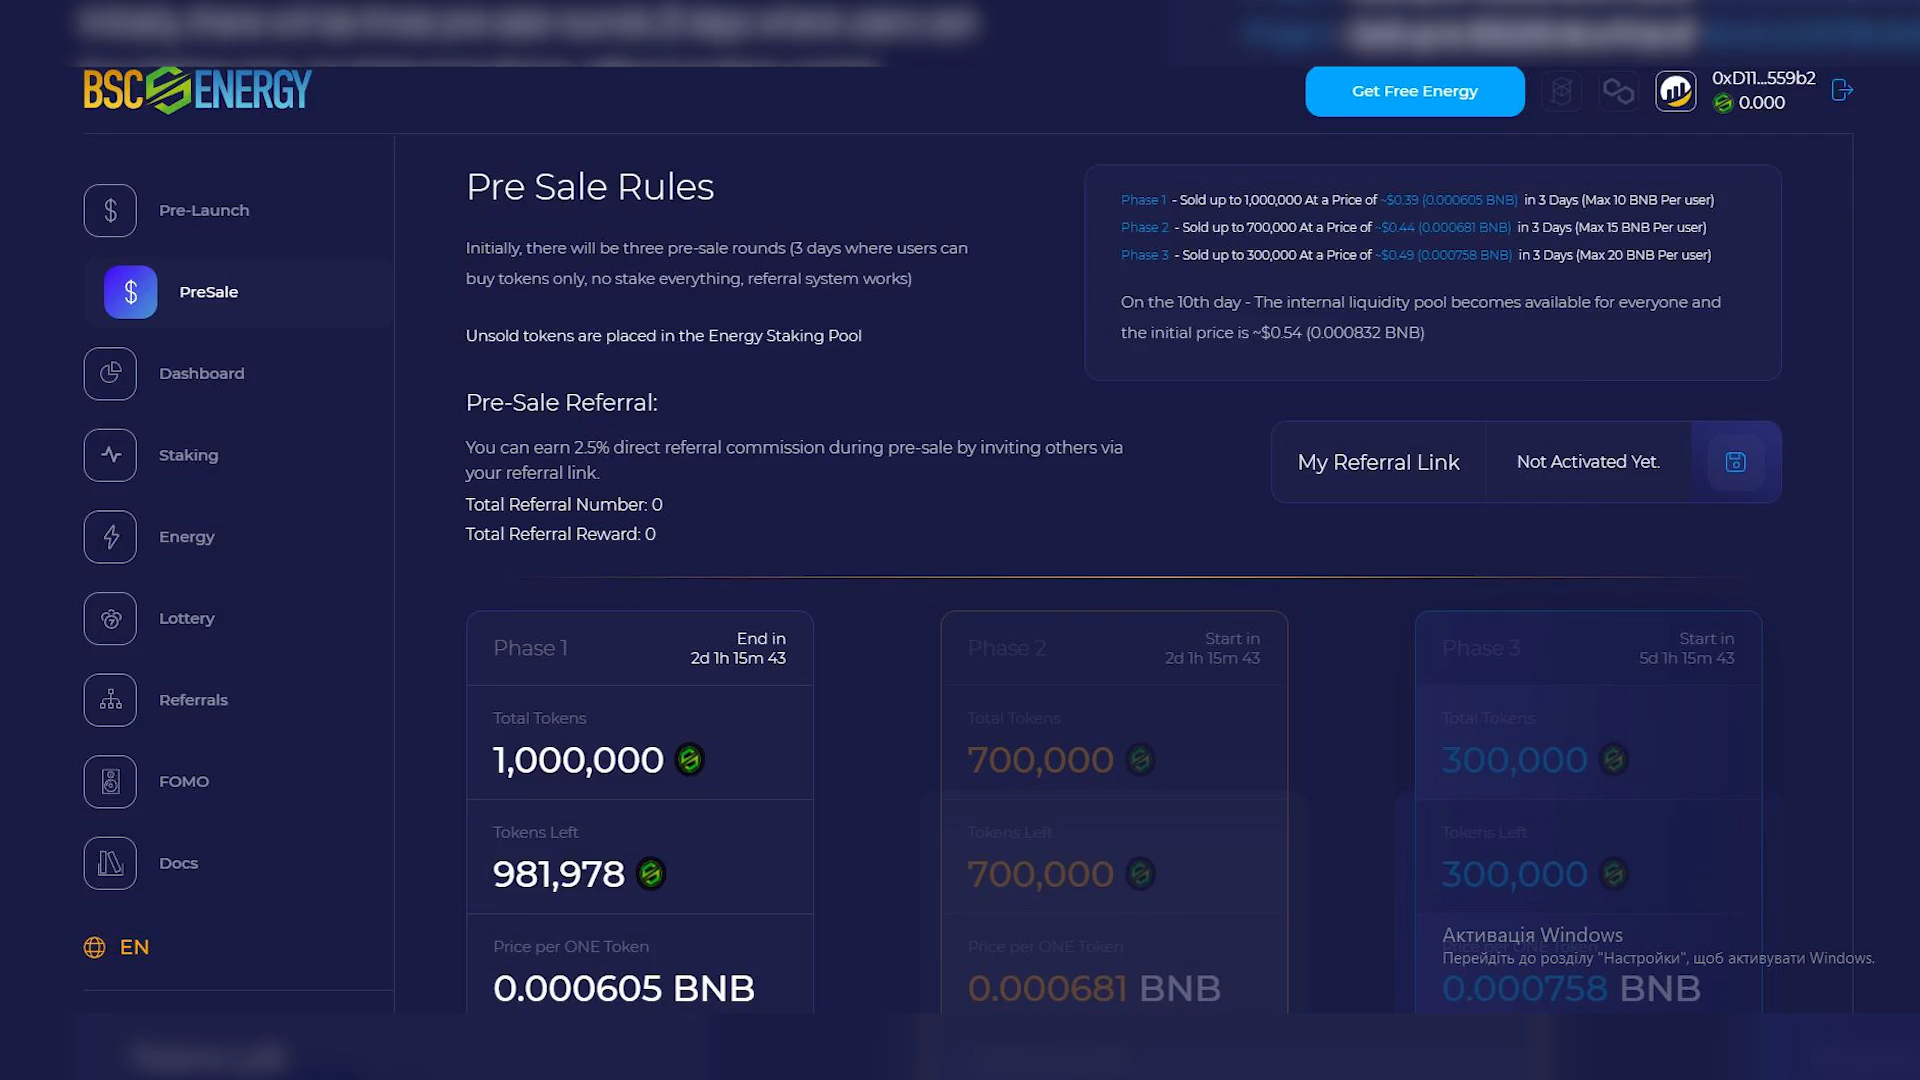 BSC ENERGY
Get Free Energy
0xD11...559b2
0.000
Pre-Launch
PreSale
Dashboard
Staking
Energy
Lottery
Referrals
FOMO
Docs
EN
Pre Sale Rules
Initially, there will be three pre-sale rounds (3 days where users can
buy tokens only, no stake everything, referral system works)
Unsold tokens are placed in the Energy Staking Pool
Phase 1 - Sold up to 1,000,000 At a Price of ~$0.39 (0.000605 BNB) in 3 Days (Max 10 BNB Per user)
Phase 2 - Sold up to 700,000 At a Price of ~$0.44 (0.000681 BNB) in 3 Days (Max 15 BNB Per user)
Phase 3 - Sold up to 300,000 At a Price of ~$0.49 (0.000758 BNB) in 3 Days (Max 20 BNB Per user)
On the 10th day - The internal liquidity pool becomes available for everyone and
the initial price is ~$0.54 (0.000832 BNB)
Pre-Sale Referral:
You can earn 2.5% direct referral commission during pre-sale by inviting others via
your referral link.
Total Referral Number: 0
Total Referral Reward: 0
My Referral Link
Not Activated Yet.
Phase 1
End in
2d 1h 15m 43
Total Tokens
1,000,000
Tokens Left
981,978
Price per ONE Token
0.000605 BNB
Phase 2
Start in
2d 1h 15m 43
Total Tokens
700,000
Tokens Left
700,000
Price per ONE Token
0.000681 BNB
Phase 3
Start in
5d 1h 15m 43
Total Tokens
300,000
Tokens Left
300,000
Price per ONE Token
0.000758 BNB
Активація Windows
Перейдіть до розділу "Настройки", щоб активувати Windows.